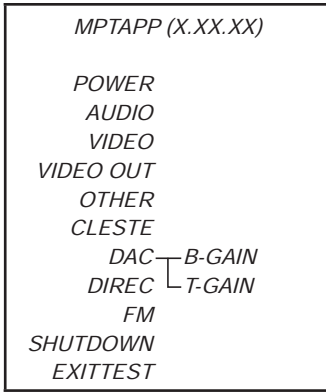 MPTAPP (X.XX.XX)
POWER
AUDIO
VIDEO
VIDEO OUT
OTHER
CLESTE
DAC B-GAIN
DIREC T-GAIN
FM
SHUTDOWN
EXITTEST